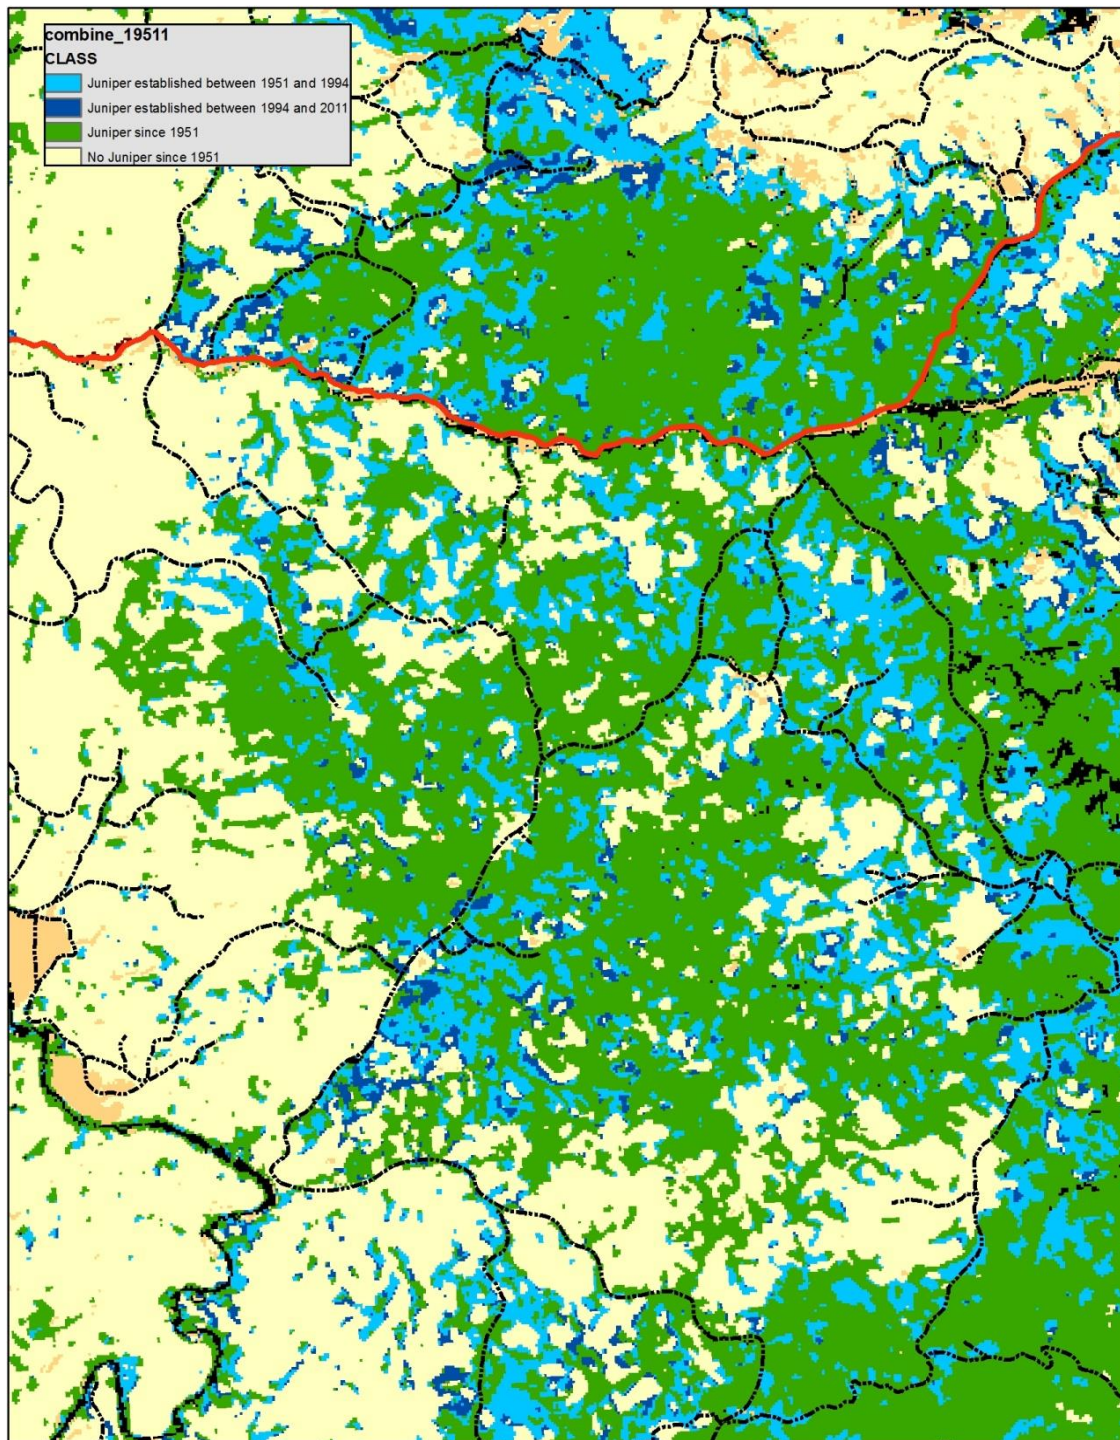 combine_19511
CLASS
Juniper established between 1951 and 1994
Juniper established between 1994 and 2011
Juniper since 1951
No Juniper since 1951